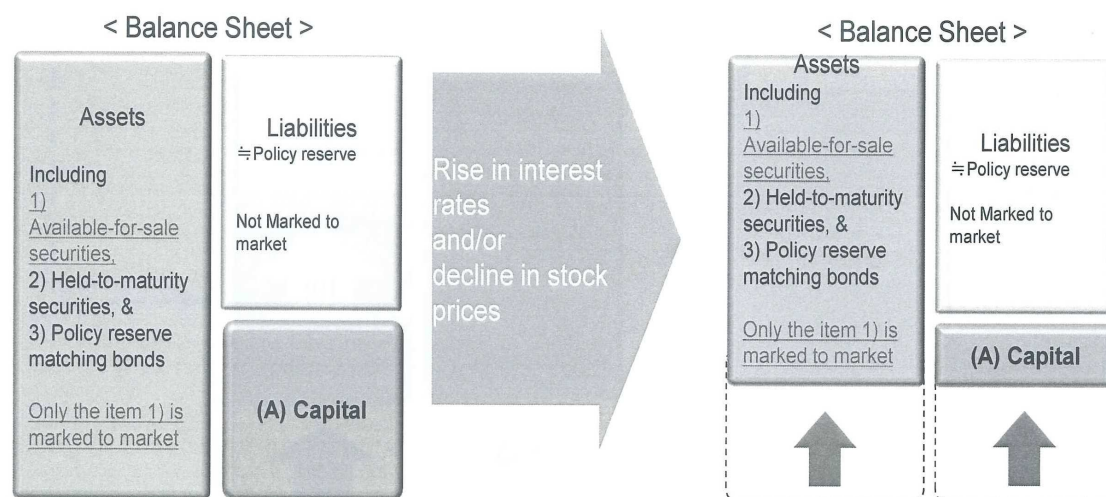 < Balance Sheet >
Assets
Including
1)
Available-for-sale
securities,
2) Held-to-maturity
securities, &
3) Policy reserve
matching bonds
Only the item 1) is
marked to market
Liabilities
≒Policy reserve
Not Marked to
market
(A) Capital
Rise in interest
rates
and/or
decline in stock
prices
< Balance Sheet >
Assets
Including
1)
Available-for-sale
securities,
2) Held-to-maturity
securities, &
3) Policy reserve
matching bonds
Only the item 1) is
marked to market
Liabilities
≒Policy reserve
Not Marked to
market
(A) Capital